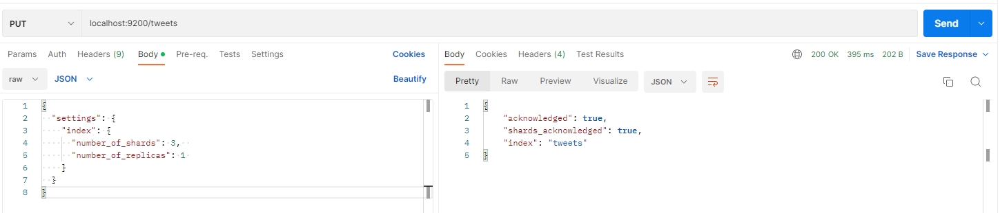 PUT localhost:9200/tweets Send
Params Auth Headers (9) Body Pre-req. Tests Settings Cookies
raw JSON Beautify
1 {
2 "settings": {
3 "index": {
4 "number_of_shards": 3,
5 "number_of_replicas": 1
6 }
7 }
8 }
Body Cookies Headers (4) Test Results 200 OK 395 ms 202 B Save Response
Pretty Raw Preview Visualize JSON
1 {
2 "acknowledged": true,
3 "shards_acknowledged": true,
4 "index": "tweets"
5 }